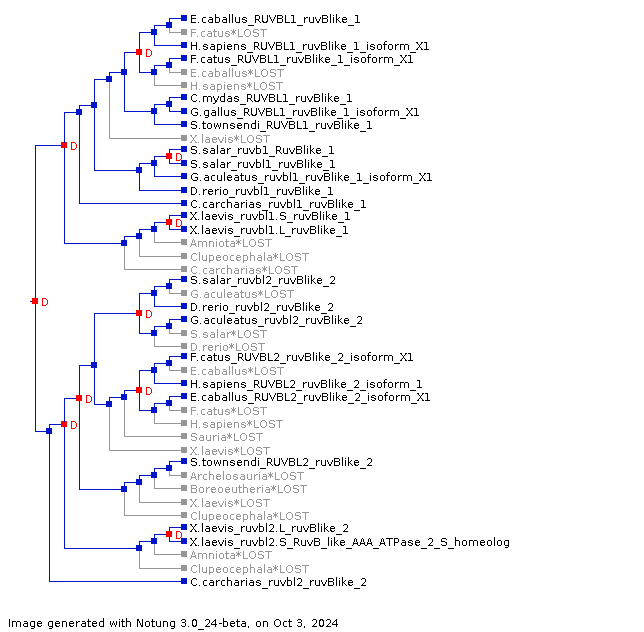 E.caballus_RUVBL1_ruvBlike_1
F.catus*LOST
H.sapiens_RUVBL1_ruvBlike_1_isoform_X1
D
F.catus_RUVBL1_ruvBlike_1_isoform_X1
E.caballus*LOST
H.sapiens*LOST
C.mydas_RUVBL1_ruvBlike_1
G.gallus_RUVBL1_ruvBlike_1_isoform_X1
S.townsendi_RUVBL1_ruvBlike_1
X.laevis*LOST
D
S.salar_ruvb1_RuvBlike_1
D
S.salar_ruvbl1_ruvBlike_1
G.aculeatus_ruvbl1_ruvBlike_1_isoform_X1
D.rerio_ruvbl1_ruvBlike_1
C.carcharias_ruvbl1_ruvBlike_1
X.laevis_ruvbl1.S_ruvBlike_1
D
X.laevis_ruvbl1.L_ruvBlike_1
Amniota*LOST
Clupeocephala*LOST
C.carcharias*LOST
S.salar_ruvbl2_ruvBlike_2
G.aculeatus*LOST
D
D.rerio_ruvbl2_ruvBlike_2
D
G.aculeatus_ruvbl2_ruvBlike_2
S.salar*LOST
D.rerio*LOST
F.catus_RUVBL2_ruvBlike_2_isoform_X1
E.caballus*LOST
H.sapiens_RUVBL2_ruvBlike_2_isoform_1
D
E.caballus_RUVBL2_ruvBlike_2_isoform_X1
D
F.catus*LOST
H.sapiens*LOST
D
Sauria*LOST
X.laevis*LOST
S.townsendi_RUVBL2_ruvBlike_2
Archelosauria*LOST
Boreoeutheria*LOST
X.laevis*LOST
Clupeocephala*LOST
X.laevis_ruvbl2.L_ruvBlike_2
D
X.laevis_ruvbl2.S_RuvB_like_AAA_ATPase_2_S_homeolog
Amniota*LOST
Clupeocephala*LOST
C.carcharias_ruvbl2_ruvBlike_2
Image generated with Notung 3.0_24-beta, on Oct 3, 2024